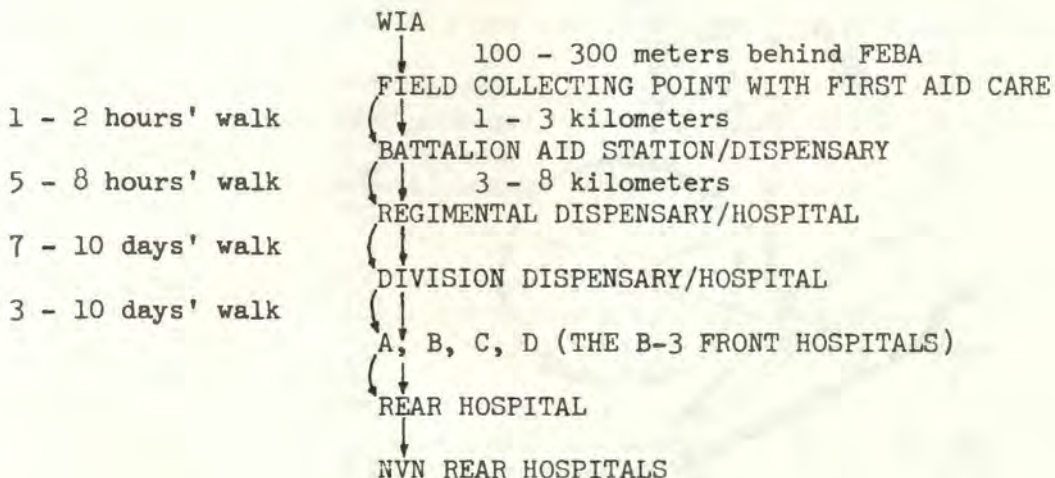 WIA
100 - 300 meters behind FEBA
FIELD COLLECTING POINT WITH FIRST AID CARE
1 - 2 hours' walk 1 - 3 kilometers
BATTALION AID STATION/DISPENSARY
5 - 8 hours' walk 3 - 8 kilometers
REGIMENTAL DISPENSARY/HOSPITAL
7 - 10 days' walk
DIVISION DISPENSARY/HOSPITAL
3 - 10 days' walk
A, B, C, D (THE B-3 FRONT HOSPITALS)
REAR HOSPITAL
NVN REAR HOSPITALS